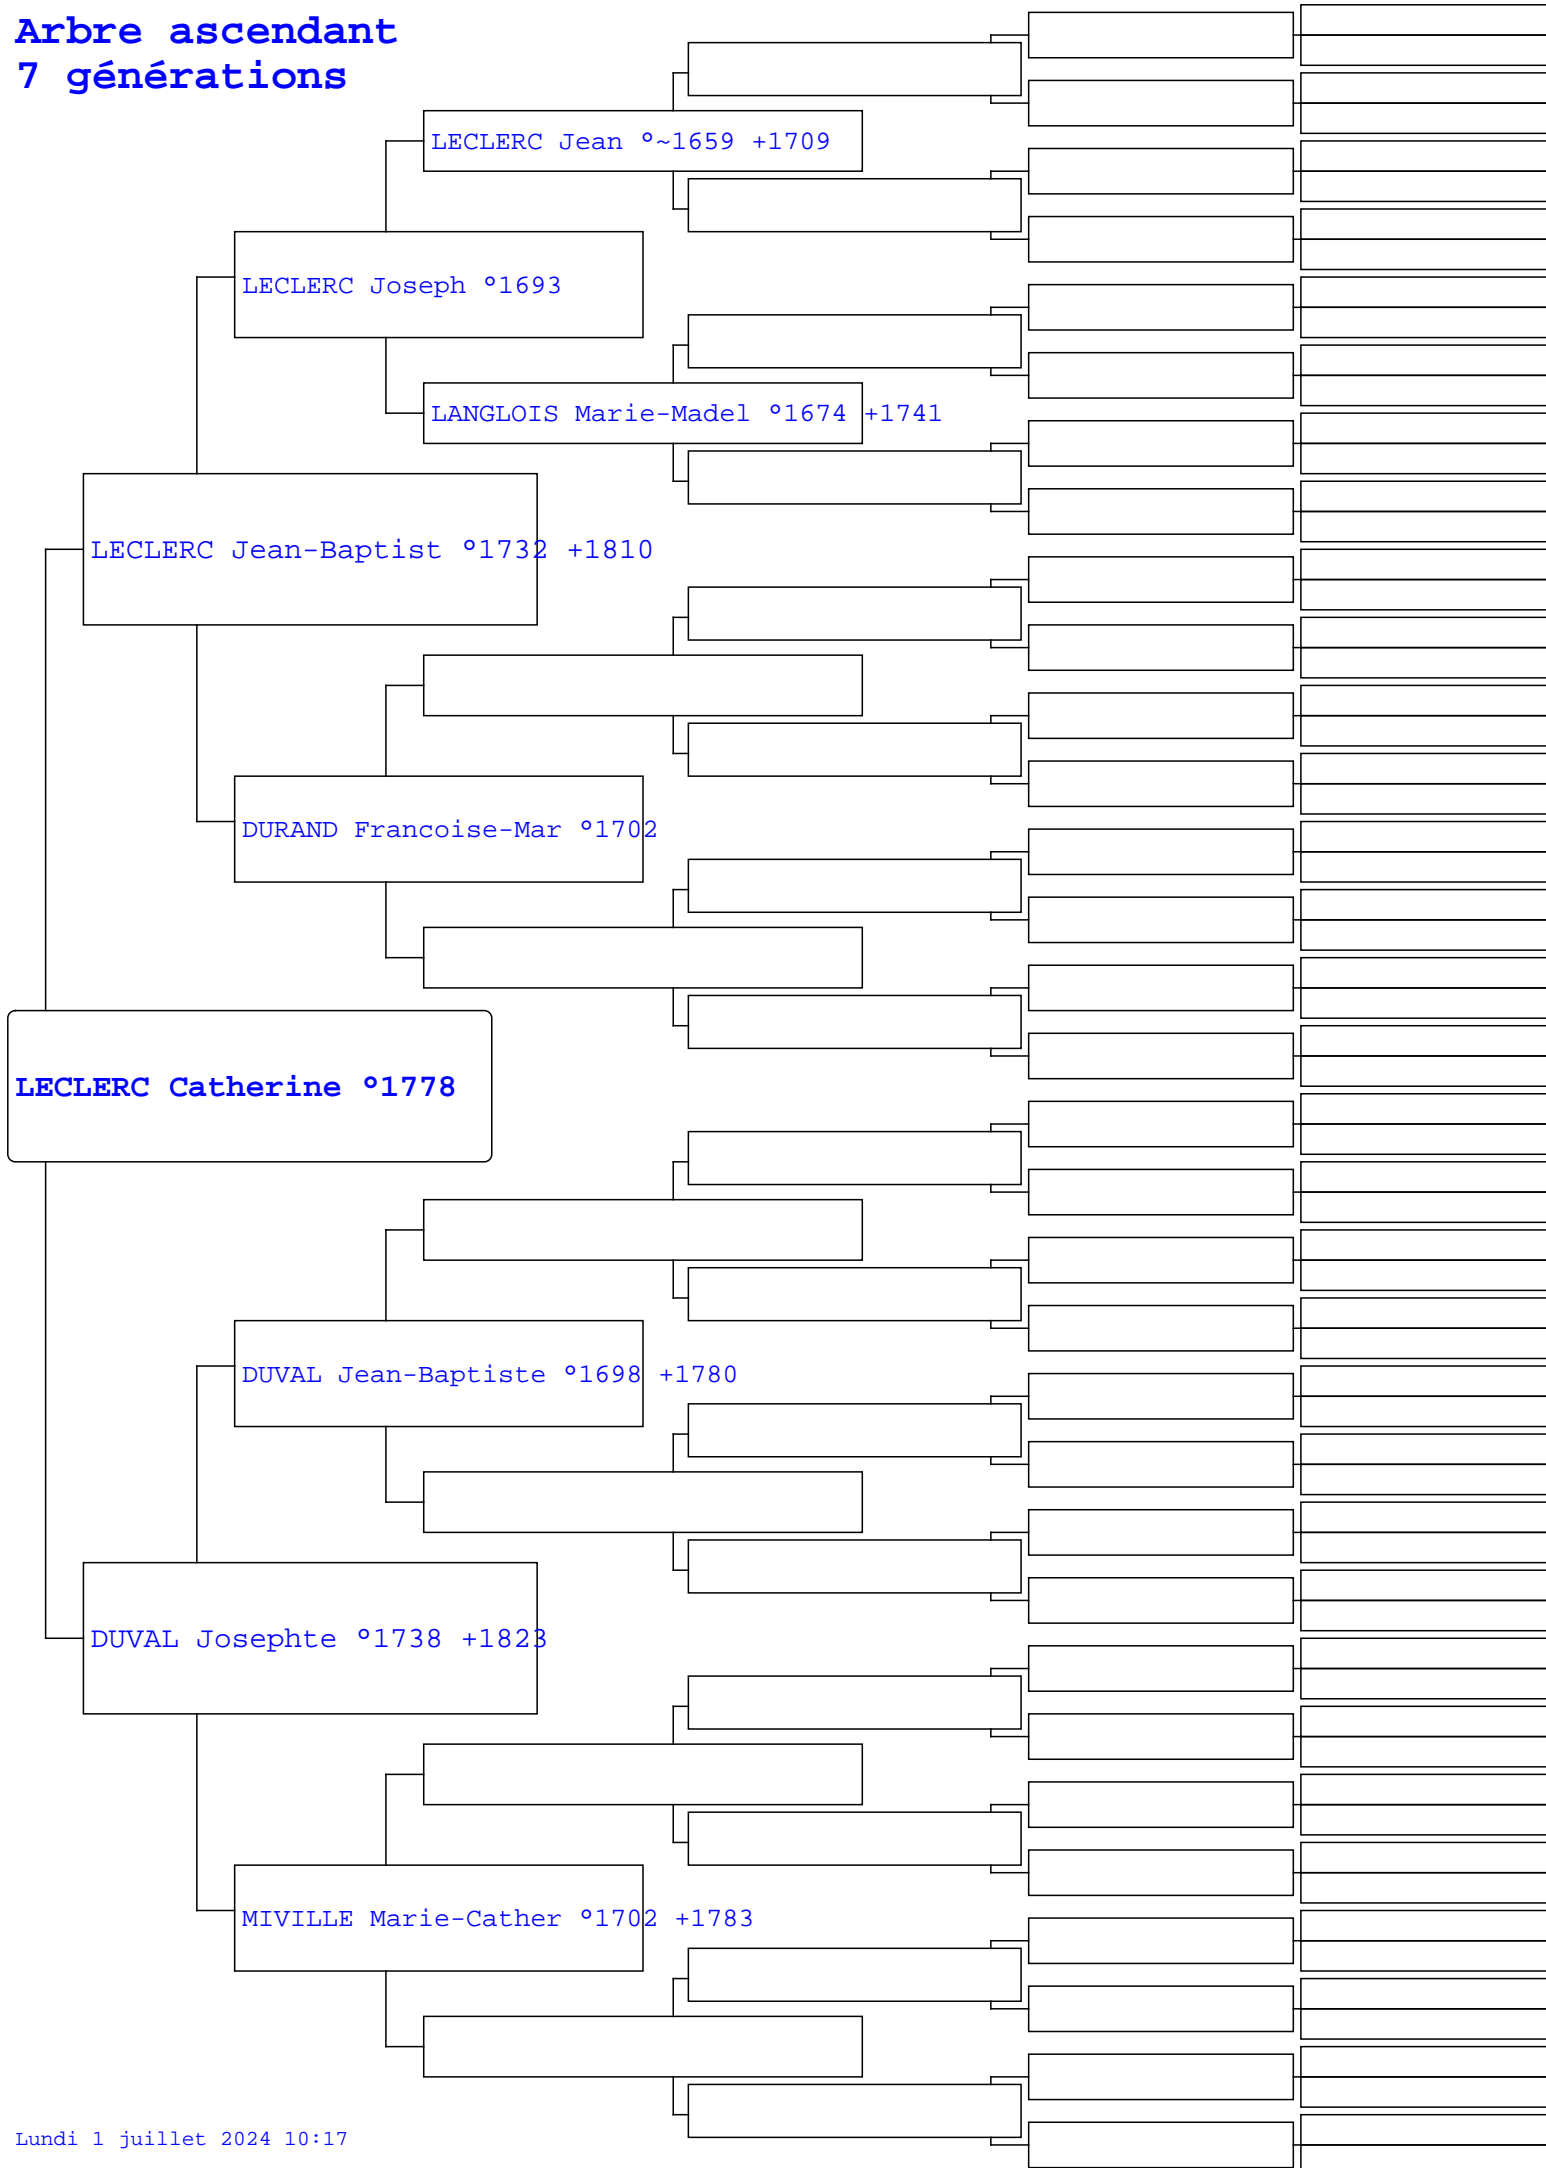 Arbre ascendant
7 générations
LECLERC Jean °~1659 +1709
LECLERC Joseph °1693
LANGLOIS Marie-Madel °1674 +1741
LECLERC Jean-Baptist °1732 +1810
DURAND Francoise-Mar °1702
LECLERC Catherine °1778
DUVAL Jean-Baptiste °1698 +1780
DUVAL Josephte °1738 +1823
MIVILLE Marie-Cather °1702 +1783
Lundi 1 juillet 2024 10:17